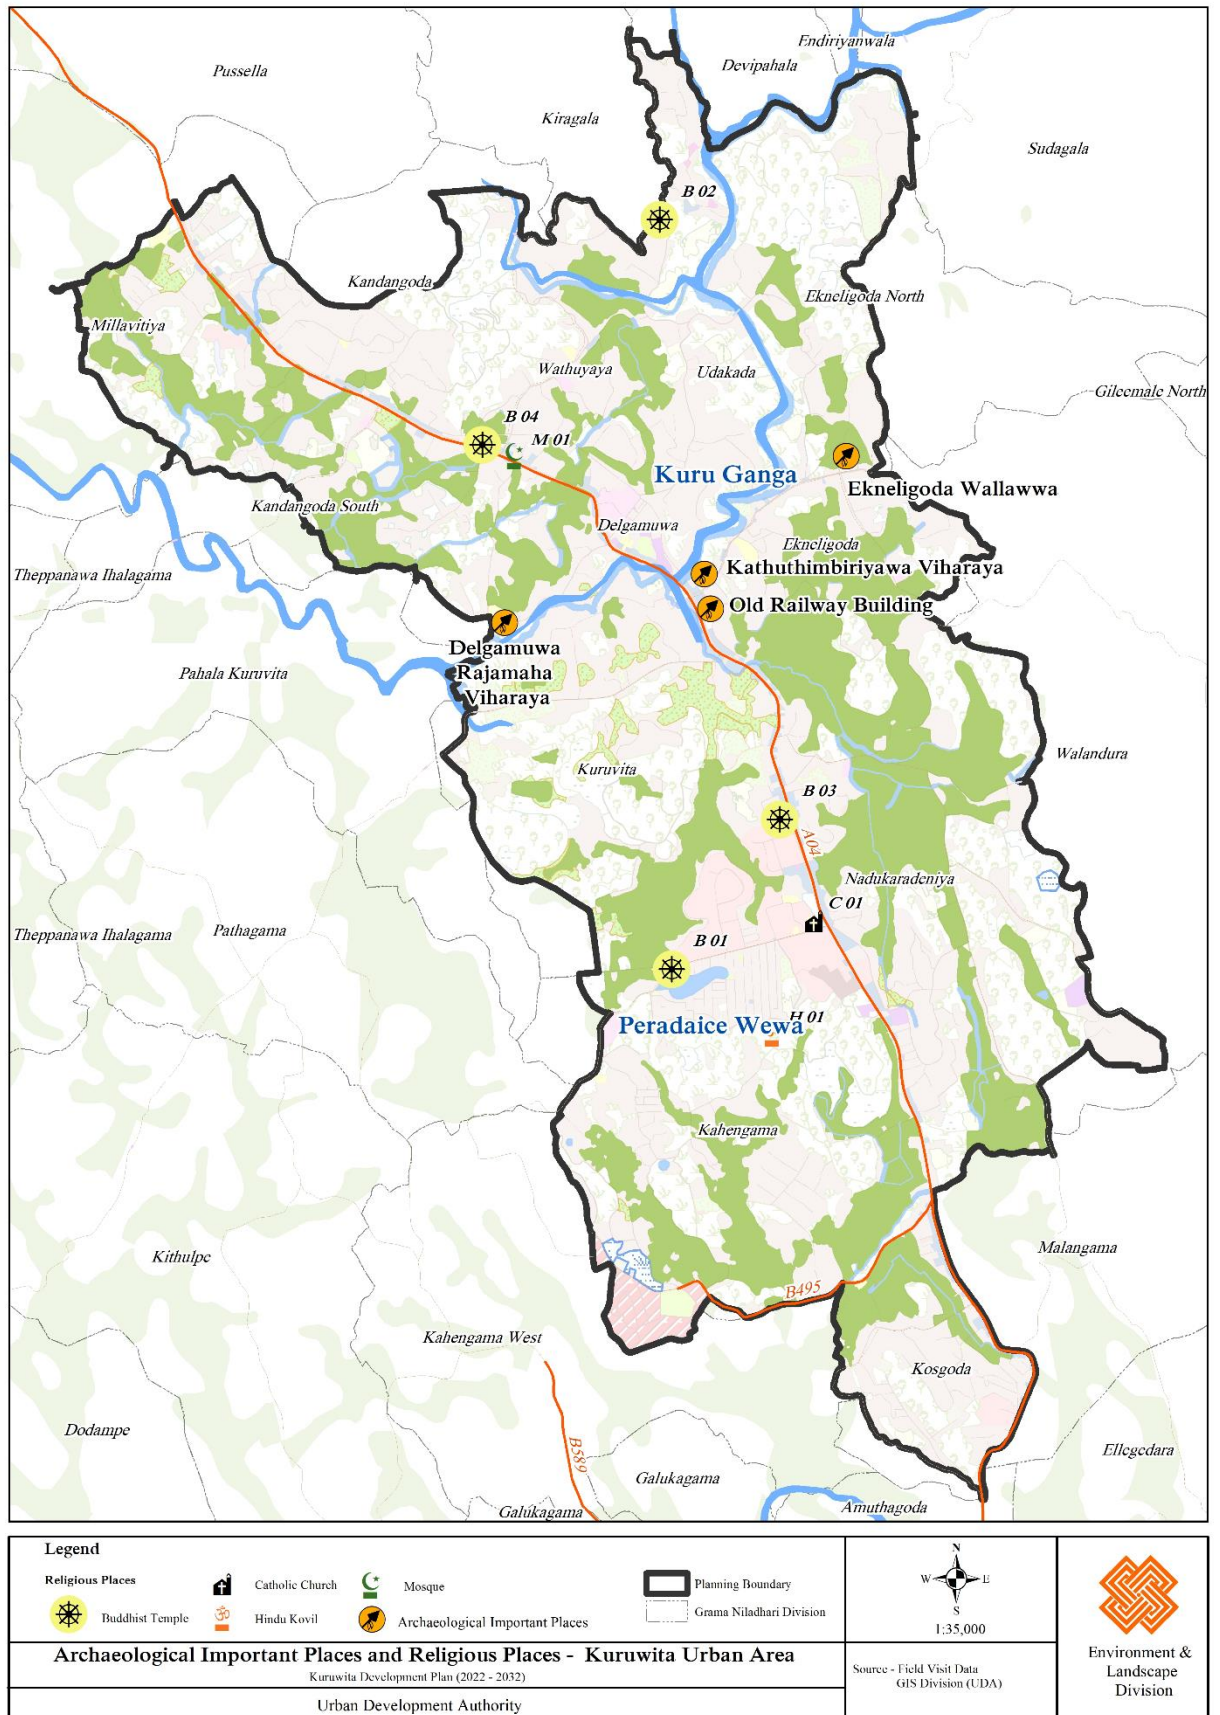 Endiriyanwala
Devipahala
Pussella
Kiragala
Sudagala
B 02
Kandangoda
Ekneligoda North
Millavitiya
Wathuyaya
Udakada
Gileemale North
B 04
M 01
Kuru Ganga
Ekneligoda Wallawwa
Kandangoda South
Delgamuwa
Ekneligoda
Theppanawa Ihalagama
Kathuthimbiriyawa Viharaya
Old Railway Building
Delgamuwa
Rajamaha
Viharaya
Pahala Kuruvita
Walandura
Kuruvita
B 03
A04
Nadukaradeniya
C 01
Theppanawa Ihalagama
Pathagama
B 01
Peradaice Wewa
H 01
Kahengama
Kithulpe
Malangama
B495
Kahengama West
Kosgoda
Dodampe
B589
Ellegedara
Galukagama
Galukagama
Amuthagoda
Legend
Religious Places
Catholic Church
Mosque
Planning Boundary
Buddhist Temple
Hindu Kovil
Archaeological Important Places
Grama Niladhari Division
N
W
E
S
1:35,000
Archaeological Important Places and Religious Places - Kuruwita Urban Area
Kuruwita Development Plan (2022 - 2032)
Urban Development Authority
Source - Field Visit Data
GIS Division (UDA)
Environment &
Landscape
Division